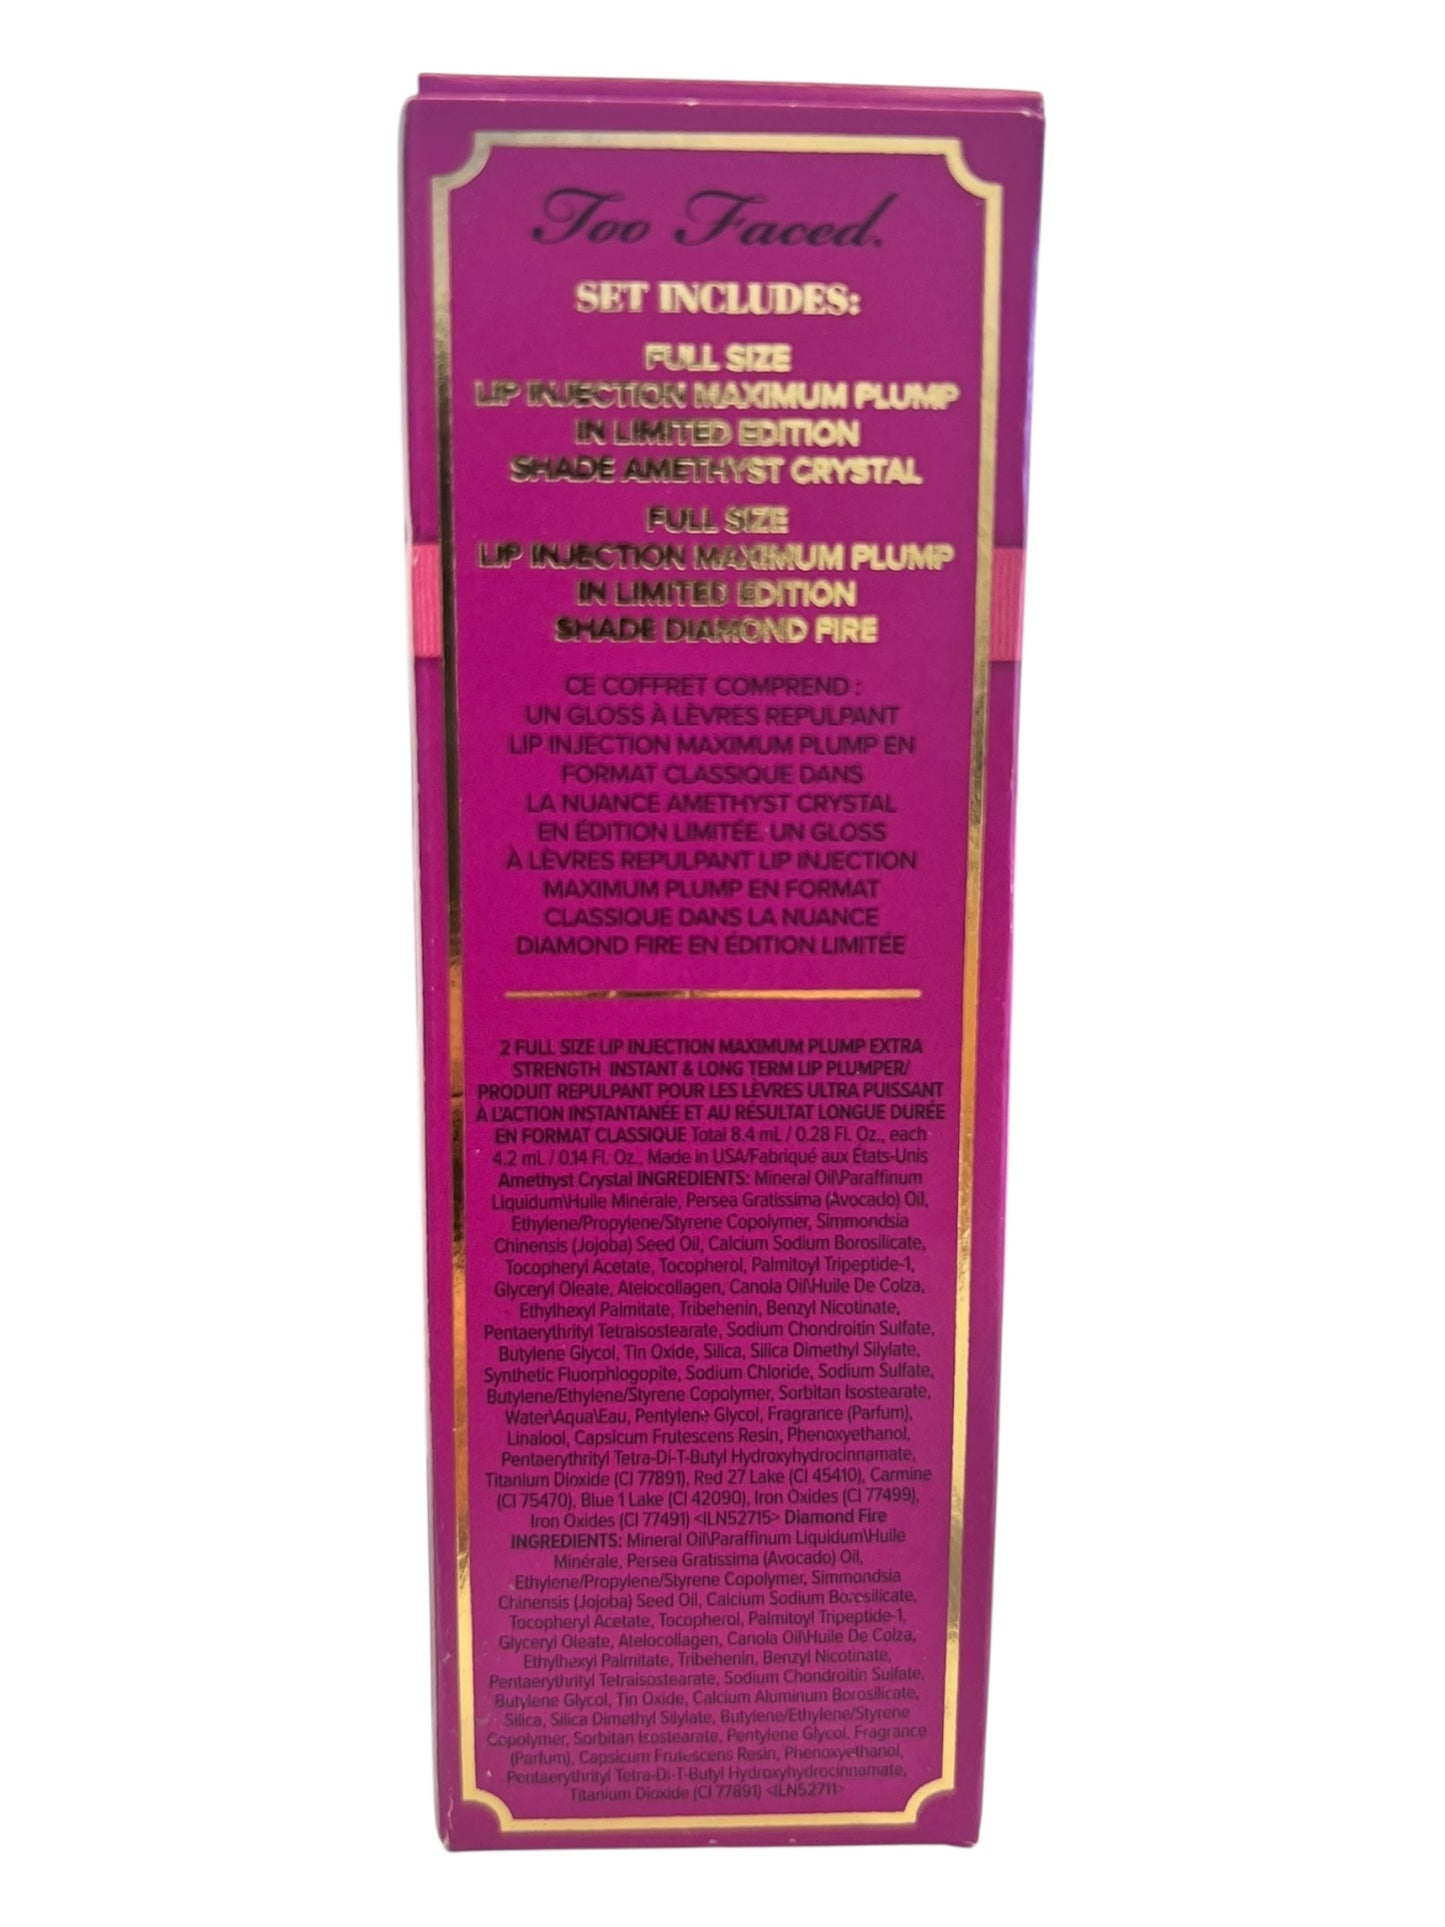 Too Faced.
SET INCLUDES:
FULL SIZE
LIP INJECTION MAXIMUM PLUMP
IN LIMITED EDITION
SHADE AMETHYST CRYSTAL
FULL SIZE
LIP INJECTION MAXIMUM PLUMP
IN LIMITED EDITION
SHADE DIAMOND FIRE
CE COFFRET COMPREND :
UN GLOSS À LÈVRES REPULPANT
LIP INJECTION MAXIMUM PLUMP EN
FORMAT CLASSIQUE DANS
LA NUANCE AMETHYST CRYSTAL
EN ÉDITION LIMITÉE. UN GLOSS
À LÈVRES REPULPANT LIP INJECTION
MAXIMUM PLUMP EN FORMAT
CLASSIQUE DANS LA NUANCE
DIAMOND FIRE EN ÉDITION LIMITÉE
2 FULL SIZE LIP INJECTION MAXIMUM PLUMP EXTRA
STRENGTH INSTANT & LONG TERM LIP PLUMPER/
PRODUIT REPULPANT POUR LES LÈVRES ULTRA PUISSANT
À L'ACTION INSTANTANÉE ET AU RÉSULTAT LONGUE DURÉE
EN FORMAT CLASSIQUE Total 8.4 mL / 0.28 Fl. Oz., each
4.2 mL / 0.14 Fl. Oz., Made in USA/Fabriqué aux États-Unis
Amethyst Crystal INGREDIENTS: Mineral Oil\Paraffinum
Liquidum\Huile Minérale, Persea Gratissima (Avocado) Oil,
Ethylene/Propylene/Styrene Copolymer, Simmondsia
Chinensis (Jojoba) Seed Oil, Calcium Sodium Borosilicate,
Tocopheryl Acetate, Tocopherol, Palmitoyl Tripeptide-1,
Glyceryl Oleate, Atelocollagen, Canola Oil\Huile De Colza,
Ethylhexyl Palmitate, Tribehenin, Benzyl Nicotinate,
Pentaerythrityl Tetraisostearate, Sodium Chondroitin Sulfate,
Butylene Glycol, Tin Oxide, Silica, Silica Dimethyl Silylate,
Synthetic Fluorphlogopite, Sodium Chloride, Sodium Sulfate,
Butylene/Ethylene/Styrene Copolymer, Sorbitan Isostearate,
Water\Aqua\Eau, Pentylene Glycol, Fragrance (Parfum),
Linalool, Capsicum Frutescens Resin, Phenoxyethanol,
Pentaerythrityl Tetra-Di-T-Butyl Hydroxyhydrocinnamate,
Titanium Dioxide (CI 77891), Red 27 Lake (CI 45410), Carmine
(CI 75470), Blue 1 Lake (CI 42090), Iron Oxides (CI 77499),
Iron Oxides (CI 77491) <ILN52715> Diamond Fire
INGREDIENTS: Mineral Oil\Paraffinum Liquidum\Huile
Minérale, Persea Gratissima (Avocado) Oil,
Ethylene/Propylene/Styrene Copolymer, Simmondsia
Chinensis (Jojoba) Seed Oil, Calcium Sodium Borosilicate,
Tocopheryl Acetate, Tocopherol, Palmitoyl Tripeptide-1,
Glyceryl Oleate, Atelocollagen, Canola Oil\Huile De Colza,
Ethylhexyl Palmitate, Tribehenin, Benzyl Nicotinate,
Pentaerythrityl Tetraisostearate, Sodium Chondroitin Sulfate,
Butylene Glycol, Tin Oxide, Calcium Aluminum Borosilicate,
Silica, Silica Dimethyl Silylate, Butylene/Ethylene/Styrene
Copolymer, Sorbitan Isostearate, Pentylene Glycol, Fragrance
(Parfum), Capsicum Frutescens Resin, Phenoxyethanol,
Pentaerythrityl Tetra-Di-T-Butyl Hydroxyhydrocinnamate,
Titanium Dioxide (CI 77891) <ILN52711>